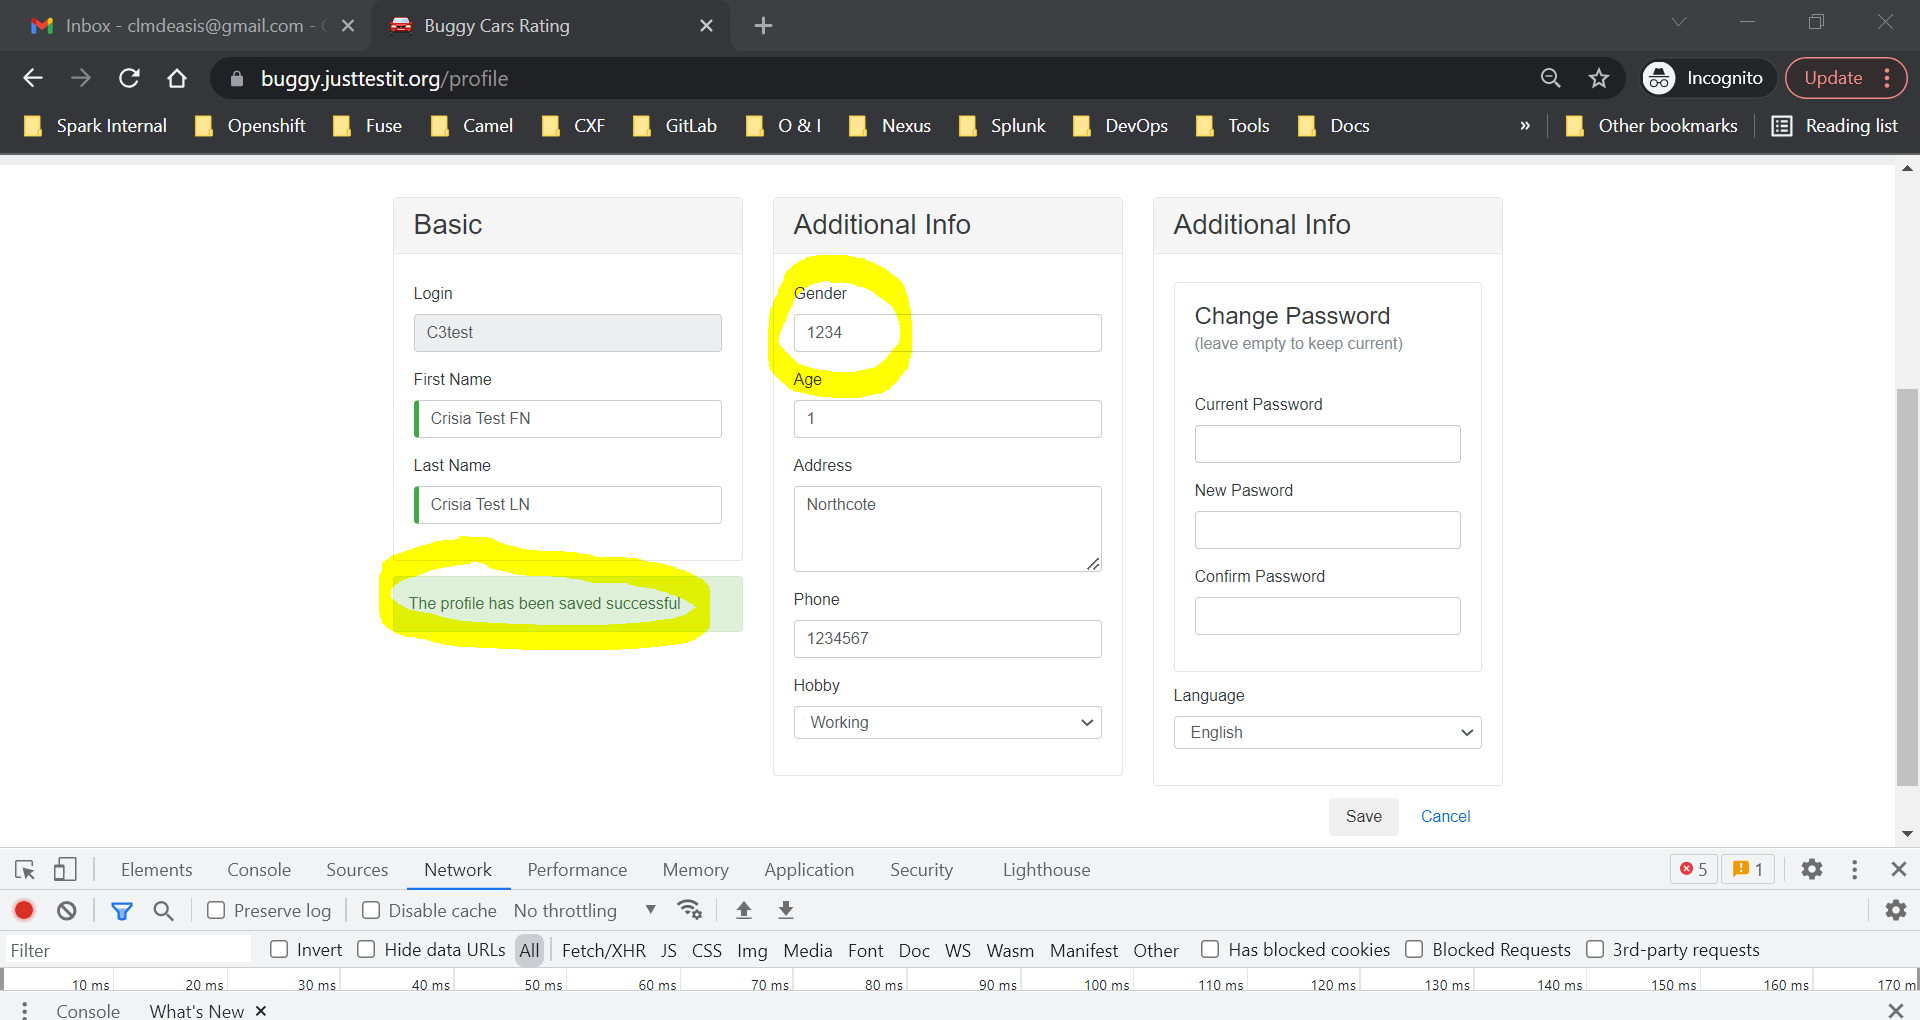 Inbox - clmdeasis@gmail.com -
Buggy Cars Rating
buggy.justtestit.org/profile
Incognito
Update
Spark Internal
Openshift
Fuse
Camel
CXF
GitLab
O & I
Nexus
Splunk
DevOps
Tools
Docs
»
Other bookmarks
Reading list
Basic
Login
C3test
First Name
Crisia Test FN
Last Name
Crisia Test LN
The profile has been saved successful
Additional Info
Gender
1234
Age
1
Address
Northcote
Phone
1234567
Hobby
Working
Additional Info
Change Password
(leave empty to keep current)
Current Password
New Pasword
Confirm Password
Language
English
Save
Cancel
Elements
Console
Sources
Network
Performance
Memory
Application
Security
Lighthouse
5
1
Preserve log
Disable cache
No throttling
Filter
Invert
Hide data URLs
All
Fetch/XHR
JS
CSS
Img
Media
Font
Doc
WS
Wasm
Manifest
Other
Has blocked cookies
Blocked Requests
3rd-party requests
10 ms
20 ms
30 ms
40 ms
50 ms
60 ms
70 ms
80 ms
90 ms
100 ms
110 ms
120 ms
130 ms
140 ms
150 ms
160 ms
170 m
Console
What's New